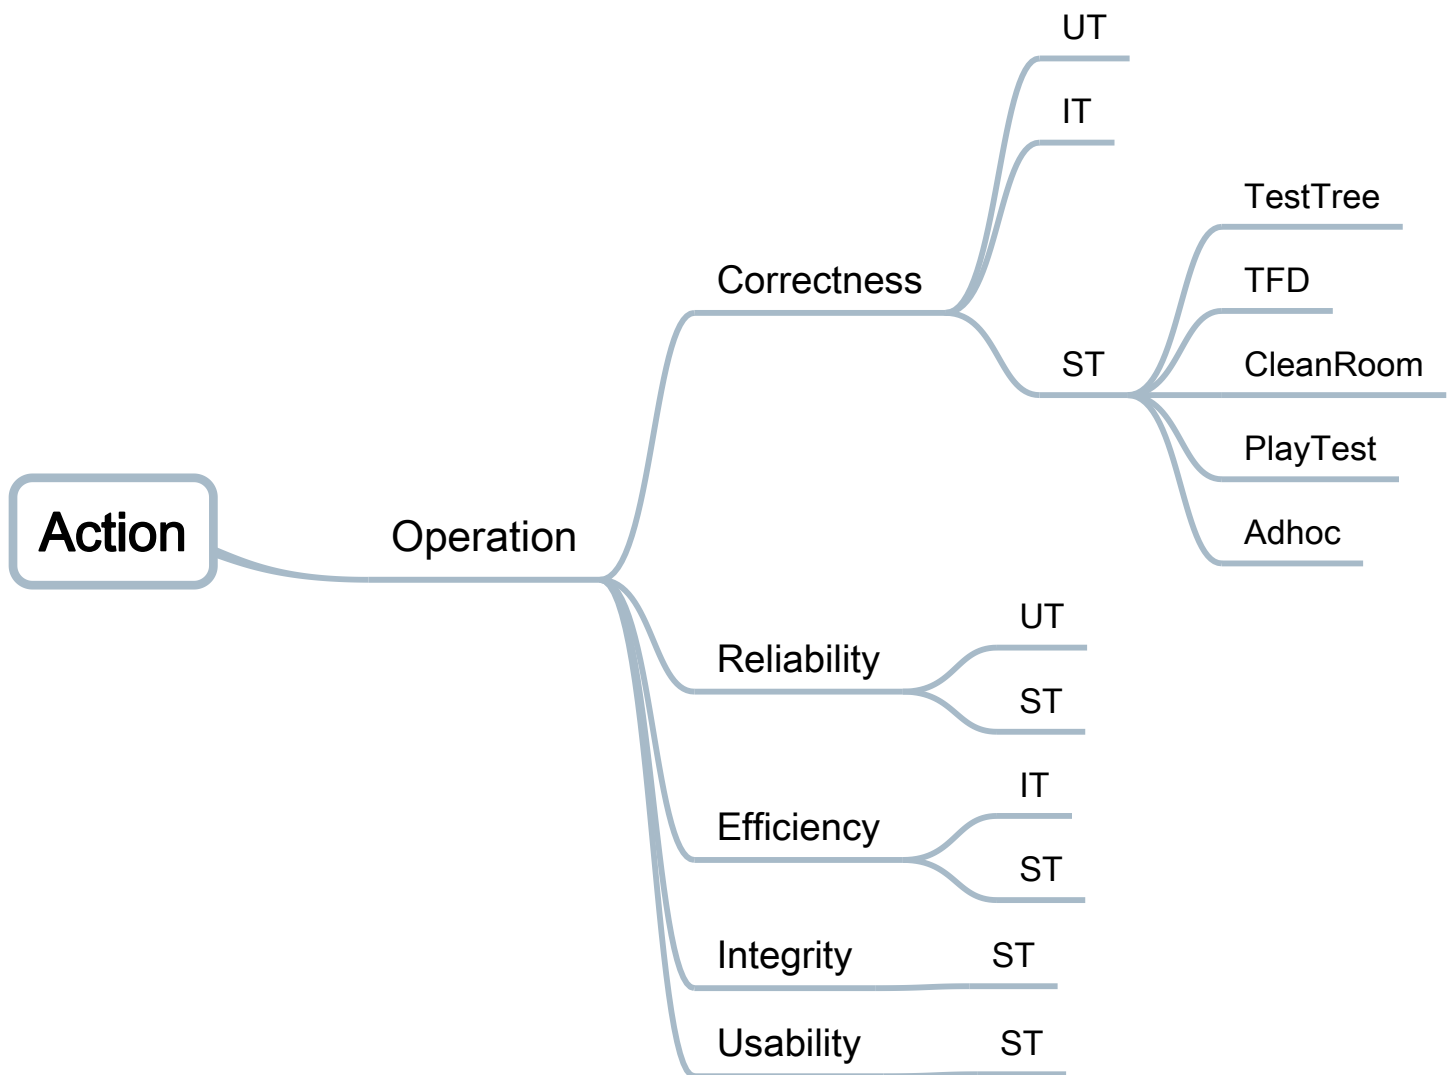 Action
Operation
Correctness
UT
IT
ST
TestTree
TFD
CleanRoom
PlayTest
Adhoc
Reliability
UT
ST
Efficiency
IT
ST
Integrity
ST
Usability
ST